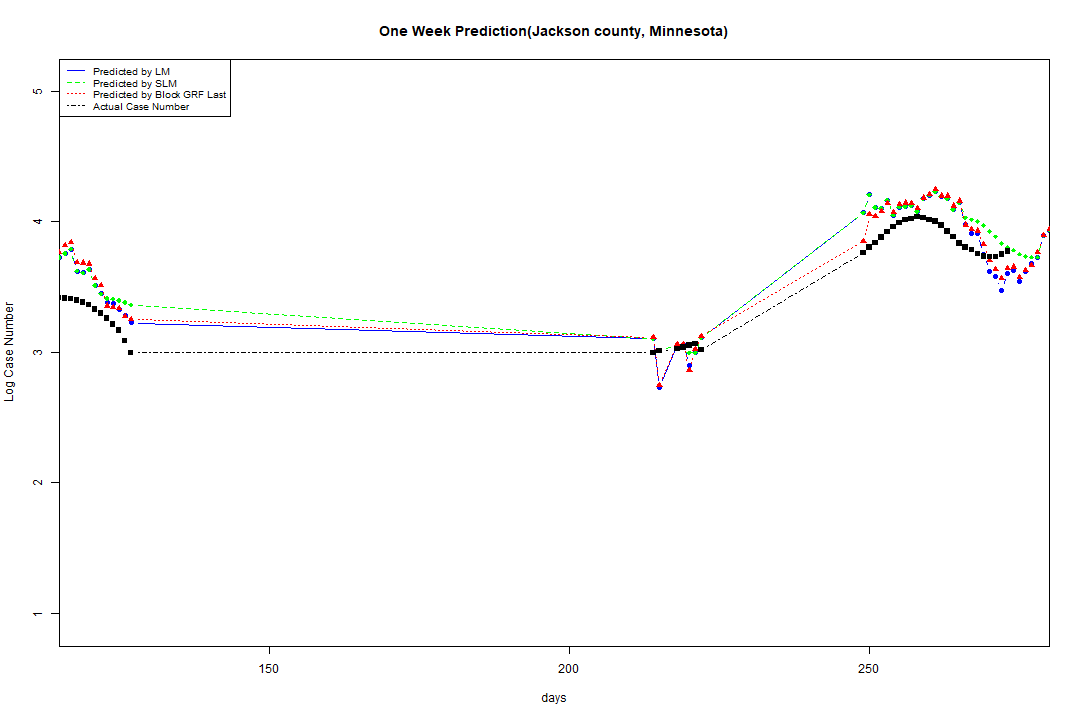 One Week Prediction(Jackson county, Minnesota)
Predicted by LM
Predicted by SLM
Predicted by Block GRF Last
Actual Case Number
5
4
3
2
1
Log Case Number
150
200
250
days